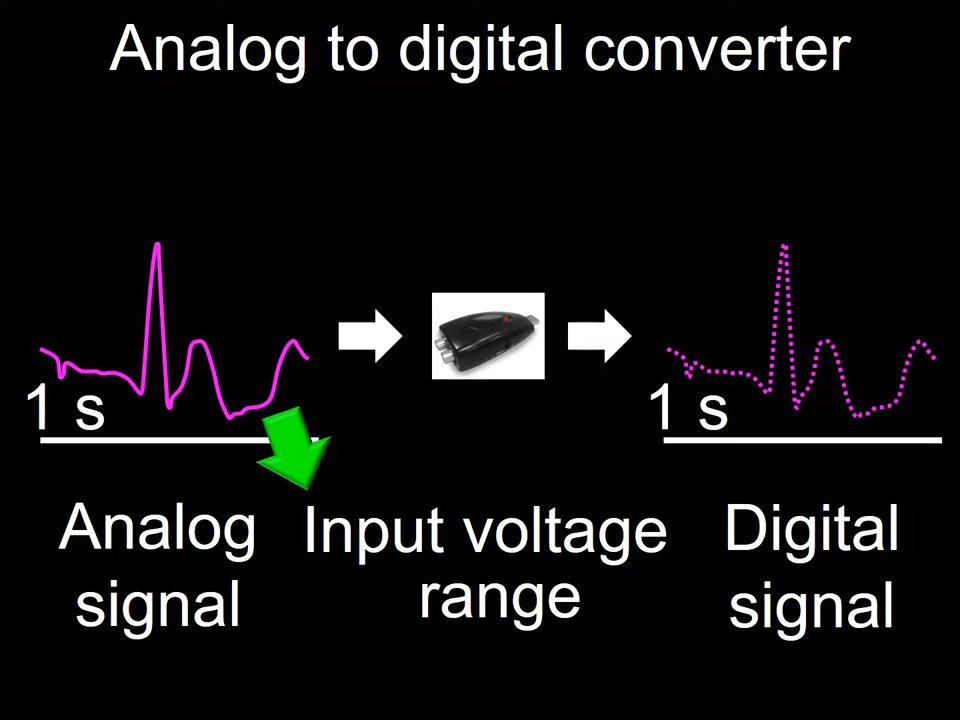 Analog to digital converter
1 s
1 s
Analog
signal
Input voltage
range
Digital
signal